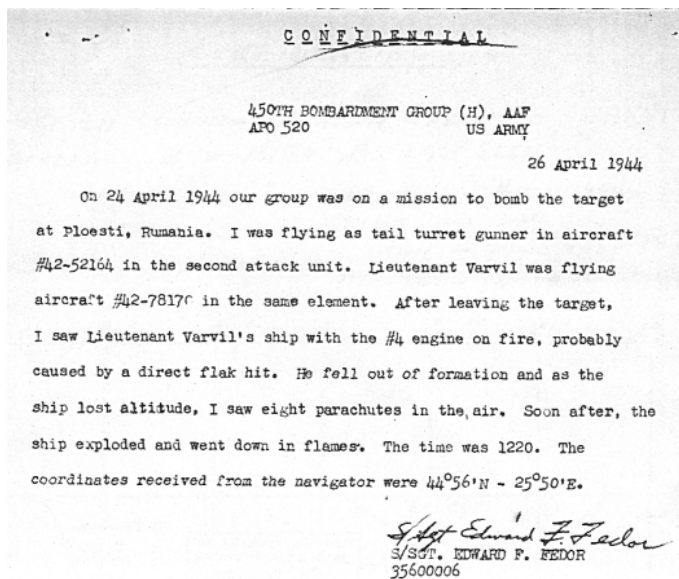 CONFIDENTIAL
450TH BOMBARDMENT GROUP (H), AAF
APO 520 US ARMY
26 April 1944
On 24 April 1944 our group was on a mission to bomb the target
at Ploesti, Rumania. I was flying as tail turret gunner in aircraft
#42-52164 in the second attack unit. Lieutenant Varvil was flying
aircraft in the same element. After leaving the target,
I saw Lieutenant Varvil's ship with the #4 engine on fire, probably
caused by a direct flak hit. He fell out of formation and as the
ship lost altitude, I saw eight parachutes in the air. Soon after, the
ship exploded and went down in flames. The time was 1220. The
coordinates received from the navigator were 44°56'N - 25°50'E.
S/Sgt Edward F. Fedor
S/SGT. EDWARD F. FEDOR
35600006